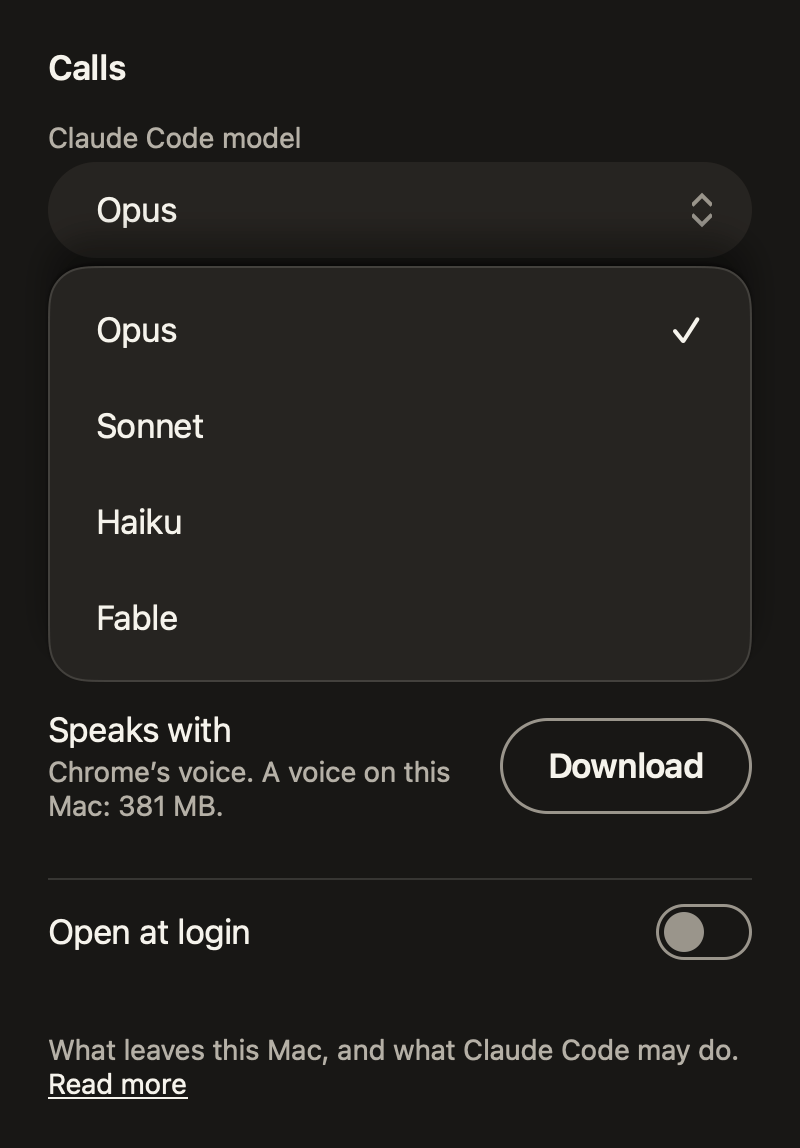 Calls
Claude Code model
Opus
Opus
Sonnet
Haiku
Fable
Speaks with
Chrome’s voice. A voice on this
Mac: 381 MB.
Download
Open at login
What leaves this Mac, and what Claude Code may do.
Read more